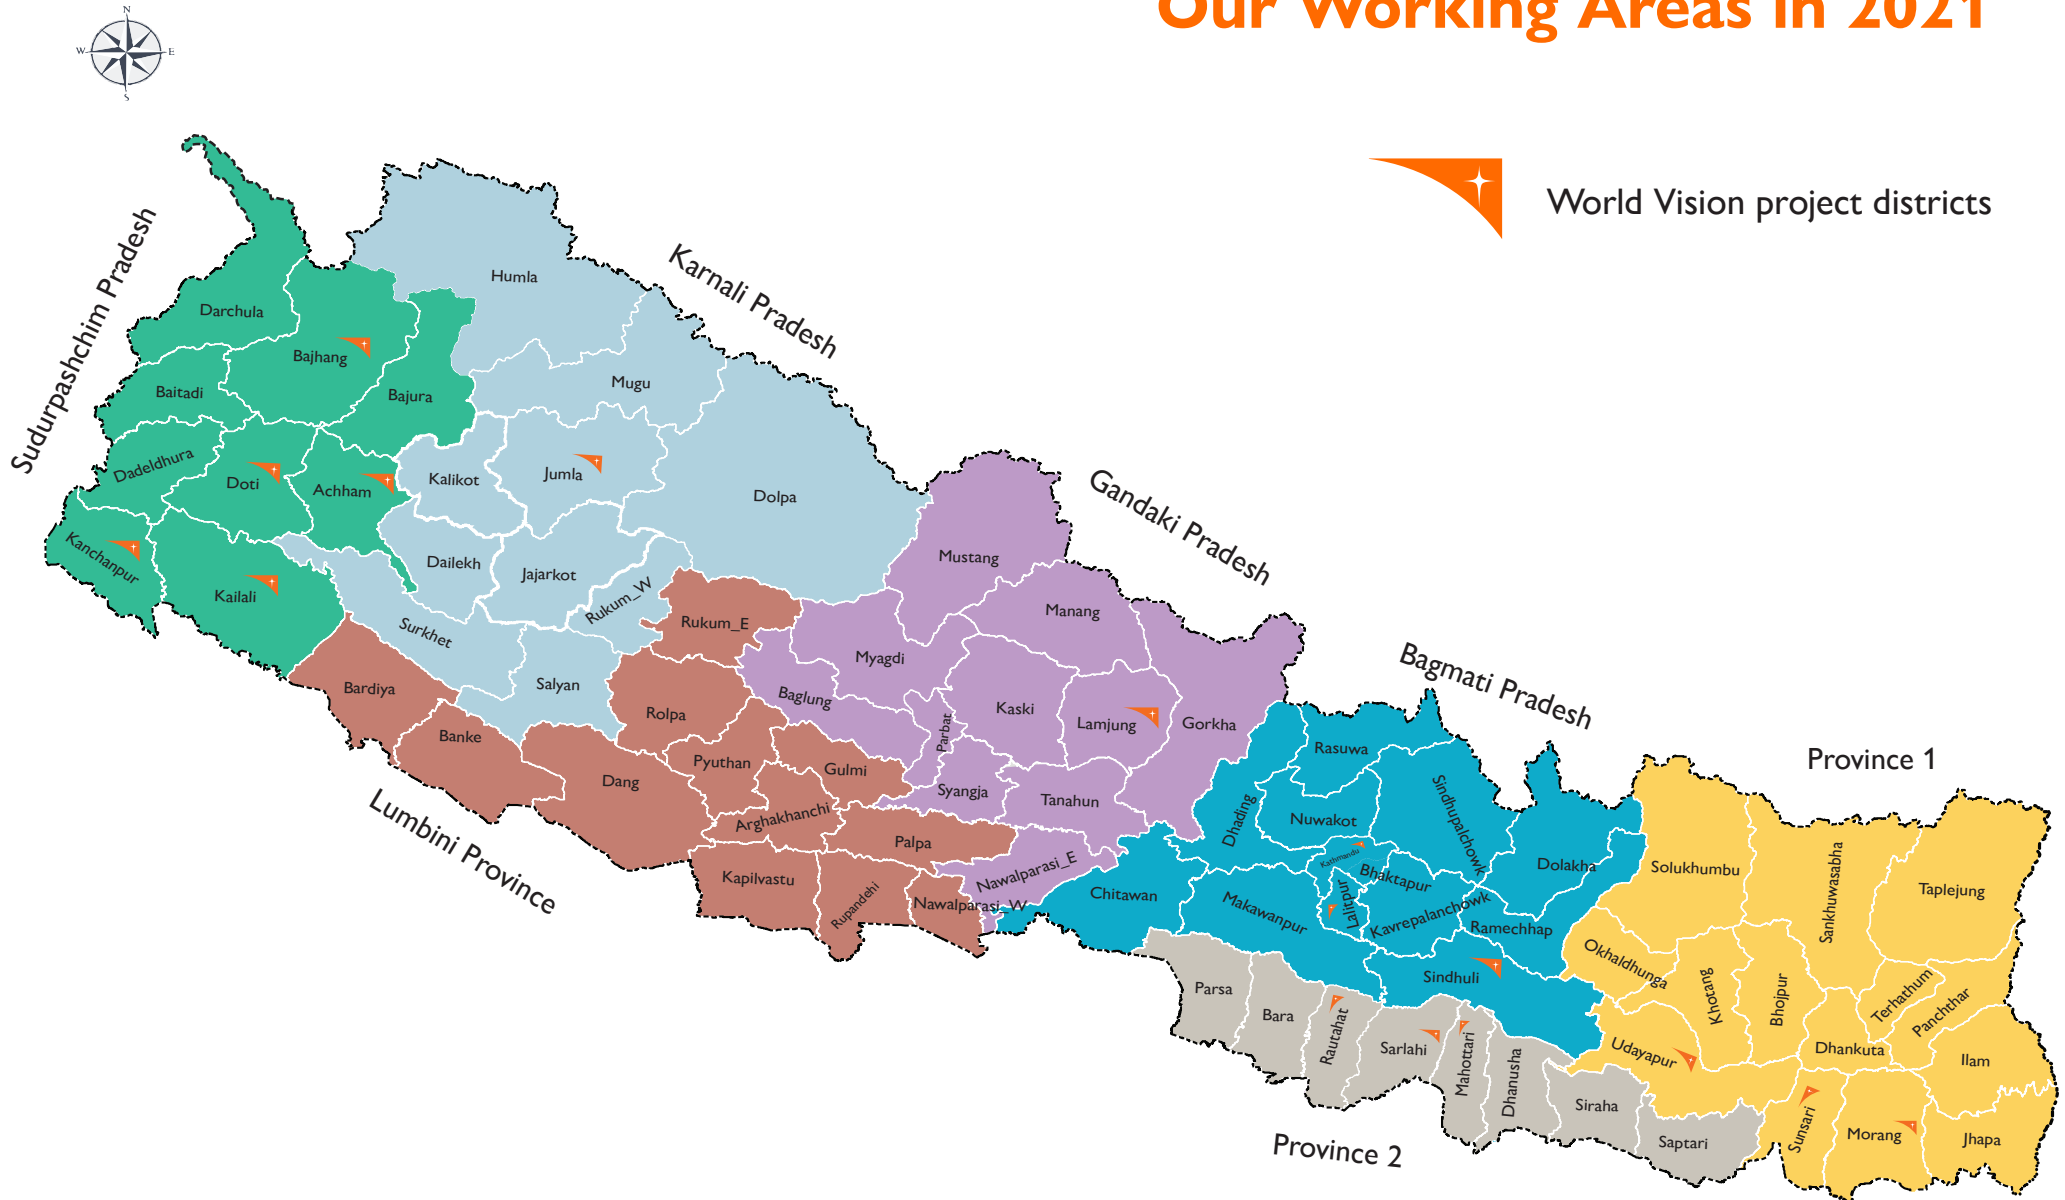 Our Working Areas in 2021
N
W
E
S
World Vision project districts
Sudurpashchim Pradesh
Karnali Pradesh
Gandaki Pradesh
Bagmati Pradesh
Province 1
Lumbini Province
Province 2
Darchula
Bajhang
Baitadi
Bajura
Dadeldhura
Doti
Achham
Kanchanpur
Kailali
Humla
Mugu
Kalikot
Jumla
Dolpa
Dailekh
Jajarkot
Rukum_W
Surkhet
Salyan
Rukum_E
Bardiya
Banke
Rolpa
Dang
Pyuthan
Gulmi
Arghakhanchi
Palpa
Kapilvastu
Rupandehi
Nawalparasi_W
Mustang
Manang
Myagdi
Baglung
Parbat
Kaski
Lamjung
Gorkha
Syangja
Tanahun
Nawalparasi_E
Rasuwa
Dhading
Nuwakot
Sindhupalchowk
Kathmandu
Bhaktapur
Lalitpur
Dolakha
Chitawan
Makawanpur
Kavrepalanchowk
Ramechhap
Sindhuli
Parsa
Bara
Rautahat
Sarlahi
Mahottari
Dhanusha
Siraha
Saptari
Solukhumbu
Sankhuwasabha
Taplejung
Okhaldhunga
Khotang
Bhojpur
Terhathum
Panchthar
Udayapur
Dhankuta
Ilam
Sunsari
Morang
Jhapa